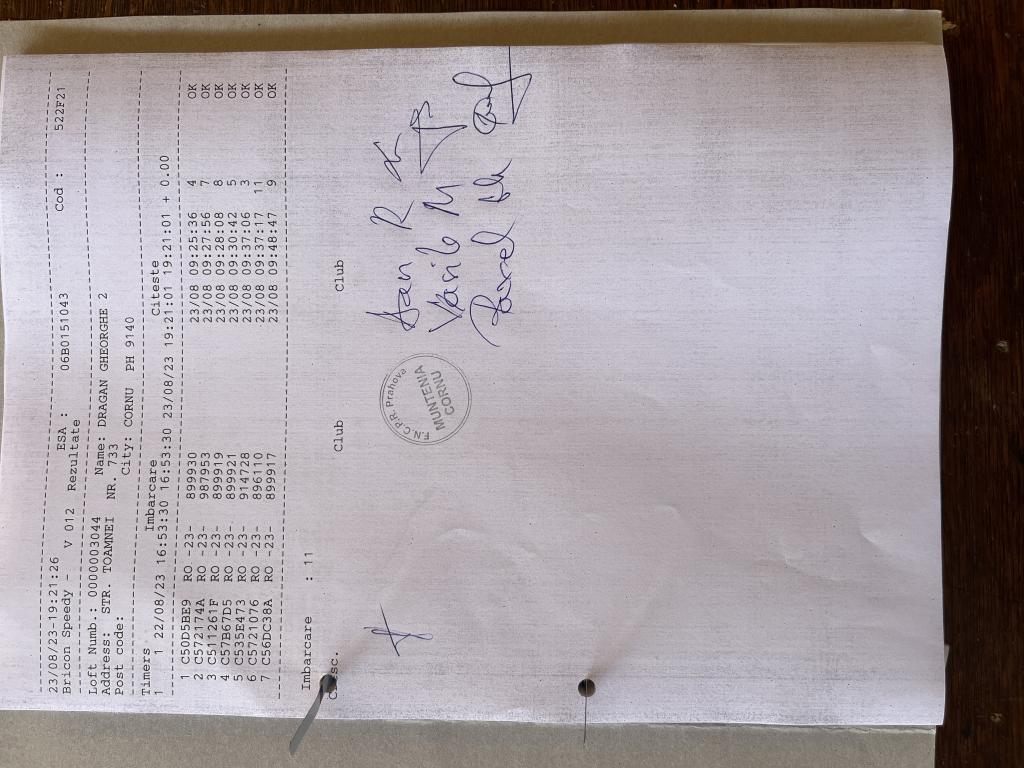 23/08/23-19:21:26 ESA : 06B0151043 Cod : 522F21
Bricon Speedy - V 012 Rezultate
Loft Numb.: 0000003044 Name: DRAGAN GHEORGHE 2
Address: STR. TOAMNEI NR. 733
Post code: City: CORNU PH 9140
Timers Imbarcare Citeste
1 1 22/08/23 16:53:30 16:53:30 23/08/23 19:21:01 19:21:01 + 0.00
1 C50D5BE9 RO -23- 899930 23/08 09:25:36 4 OK
2 C572174A RO -23- 987953 23/08 09:27:56 7 OK
3 C511261F RO -23- 899919 23/08 09:28:08 8 OK
4 C57B67D5 RO -23- 899921 23/08 09:30:42 5 OK
5 C535E473 RO -23- 914728 23/08 09:37:06 3 OK
6 C5721076 RO -23- 896110 23/08 09:37:17 11 OK
7 C56DC38A RO -23- 899917 23/08 09:48:47 9 OK
Imbarcare : 11 Club Club
F.N.C.P.R. Prahova
MUNTENIA
CORNU
R
Vasile M